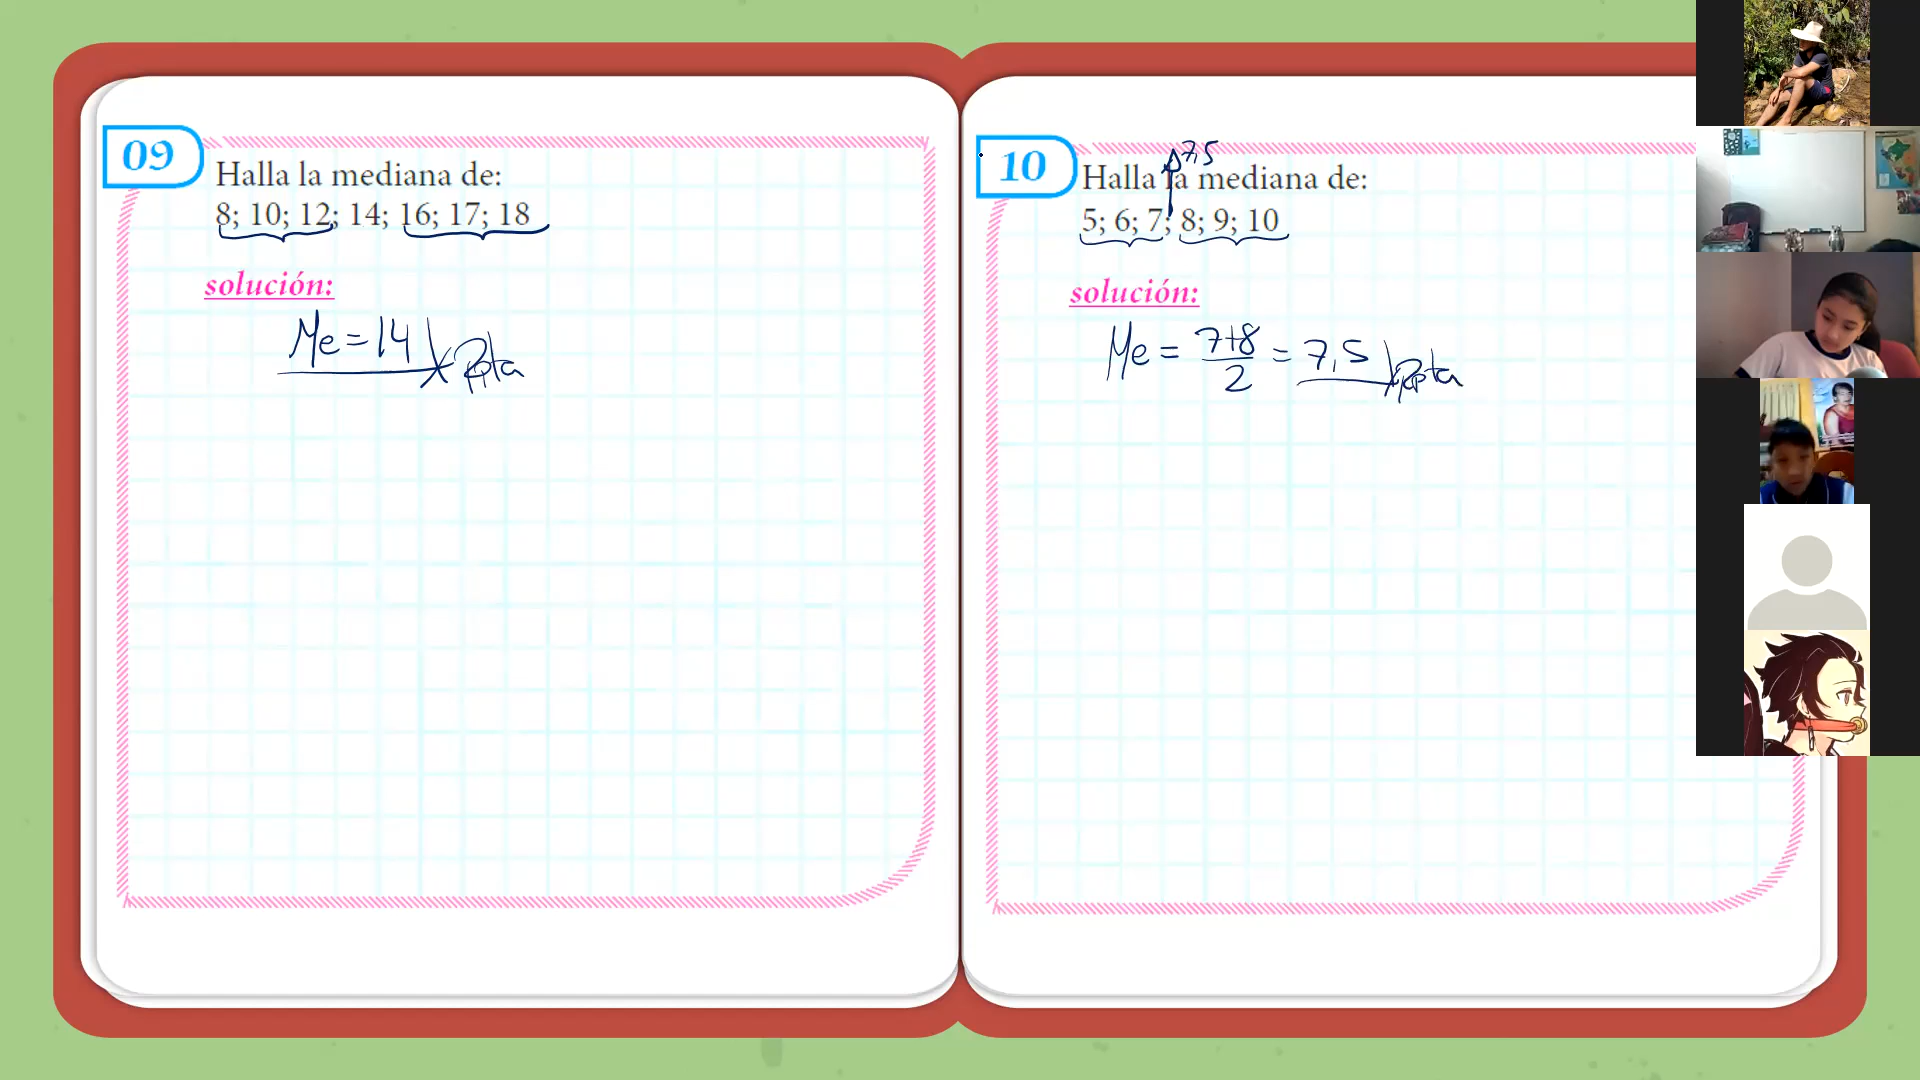 09
Halla la mediana de:
8; 10; 12; 14; 16; 17; 18
solución:
Me = 14 Rpta
10
7,5
Halla la mediana de:
5; 6; 7; 8; 9; 10
solución:
Me = 7+8/2 = 7,5 Rpta